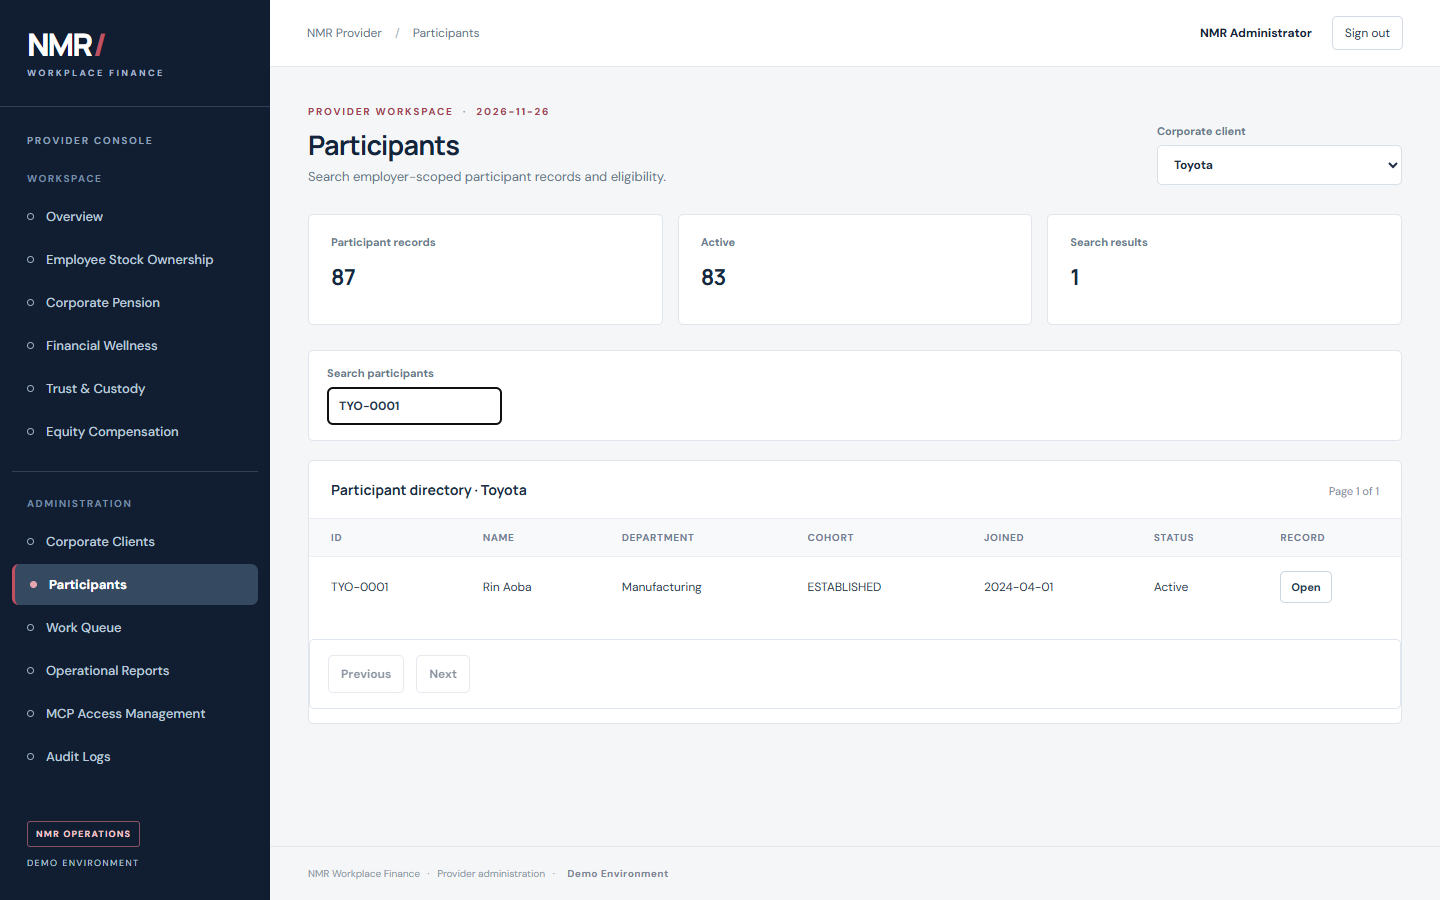 NMR/
WORKPLACE FINANCE
PROVIDER CONSOLE
WORKSPACE
Overview
Employee Stock Ownership
Corporate Pension
Financial Wellness
Trust & Custody
Equity Compensation
ADMINISTRATION
Corporate Clients
Participants
Work Queue
Operational Reports
MCP Access Management
Audit Logs
NMR OPERATIONS
DEMO ENVIRONMENT
NMR Provider / Participants
NMR Administrator
Sign out
PROVIDER WORKSPACE · 2026-11-26
Participants
Search employer-scoped participant records and eligibility.
Corporate client
Toyota
Participant records
87
Active
83
Search results
1
Search participants
TYO-0001
Participant directory · Toyota
Page 1 of 1
ID NAME DEPARTMENT COHORT JOINED STATUS RECORD
TYO-0001 Rin Aoba Manufacturing ESTABLISHED 2024-04-01 Active Open
Previous Next
NMR Workplace Finance · Provider administration · Demo Environment